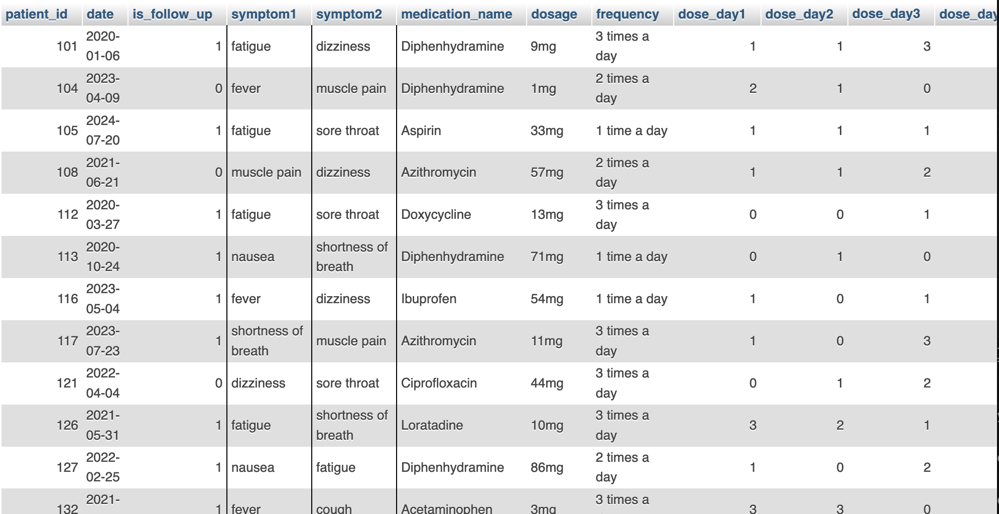 patient_id date is_follow_up symptom1 symptom2 medication_name dosage frequency dose_day1 dose_day2 dose_day3
101 2020-01-06 1 fatigue dizziness Diphenhydramine 9mg 3 times a day 1 1 3
104 2023-04-09 0 fever muscle pain Diphenhydramine 1mg 2 times a day 2 1 0
105 2024-07-20 1 fatigue sore throat Aspirin 33mg 1 time a day 1 1 1
108 2021-06-21 0 muscle pain dizziness Azithromycin 57mg 2 times a day 1 1 2
112 2020-03-27 1 fatigue sore throat Doxycycline 13mg 3 times a day 0 0 1
113 2020-10-24 1 nausea shortness of breath Diphenhydramine 71mg 1 time a day 0 1 0
116 2023-05-04 1 fever dizziness Ibuprofen 54mg 1 time a day 1 0 1
117 2023-07-23 1 shortness of breath muscle pain Azithromycin 11mg 3 times a day 1 0 3
121 2022-04-04 0 dizziness sore throat Ciprofloxacin 44mg 3 times a day 0 1 2
126 2021-05-31 1 fatigue shortness of breath Loratadine 10mg 3 times a day 3 2 1
127 2022-02-25 1 nausea fatigue Diphenhydramine 86mg 2 times a day 1 0 2
132 2021- 1 fever cough Acetaminophen 3mg 3 times a 3 3 0